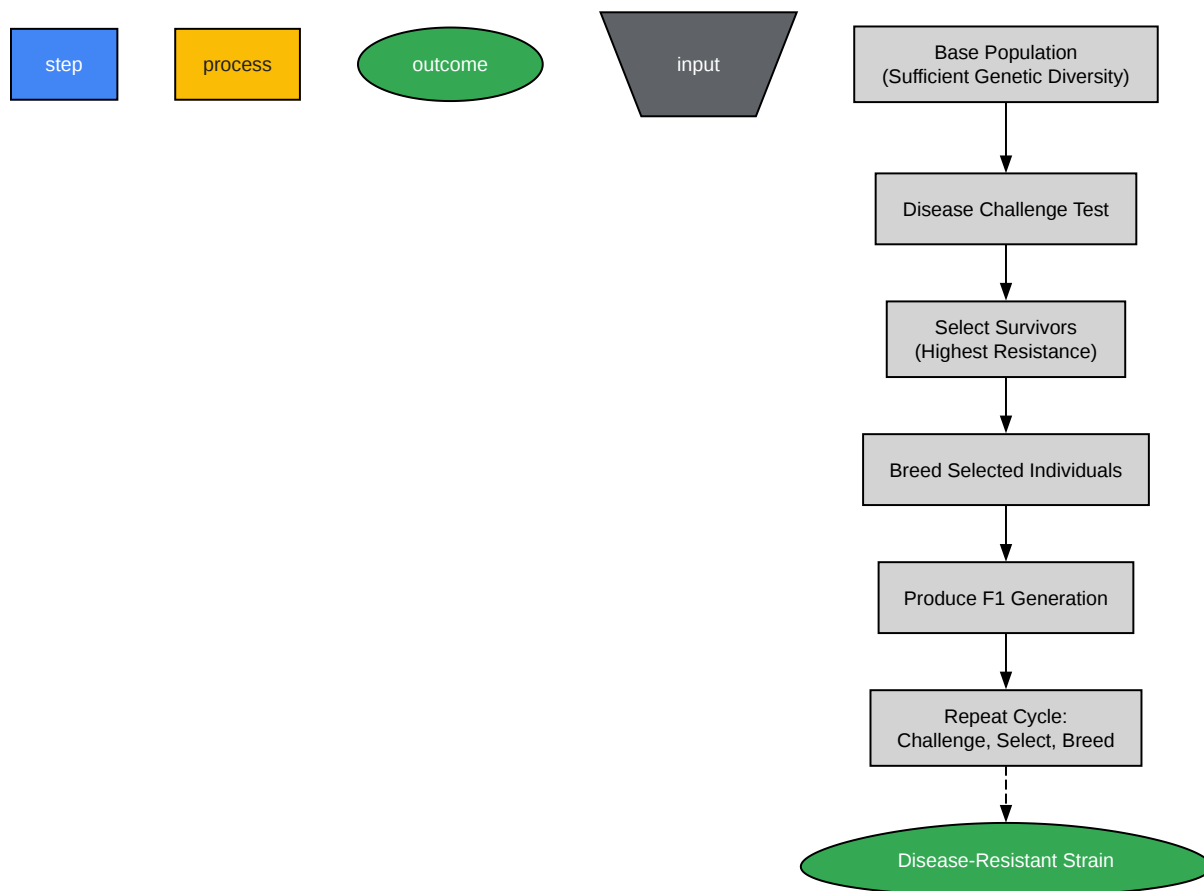 step
process
outcome
input
Base Population
(Sufficient Genetic Diversity)
Disease Challenge Test
Select Survivors
(Highest Resistance)
Breed Selected Individuals
Produce F1 Generation
Repeat Cycle:
Challenge, Select, Breed
Disease-Resistant Strain